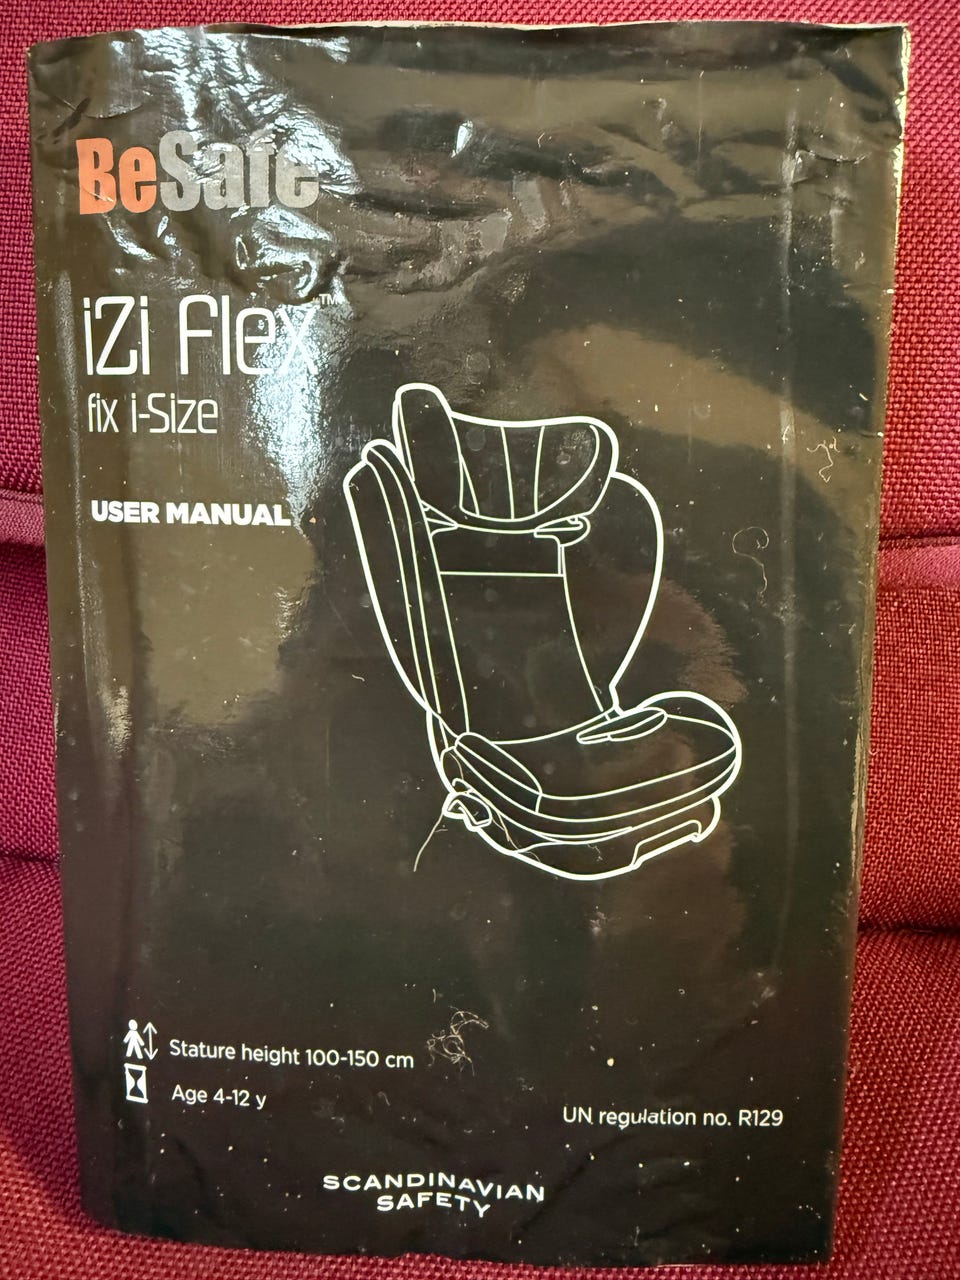 BeSafe
iZi Flex™
fix i-Size
USER MANUAL
Stature height 100-150 cm
Age 4-12 y
UN regulation no. R129
SCANDINAVIAN
SAFETY